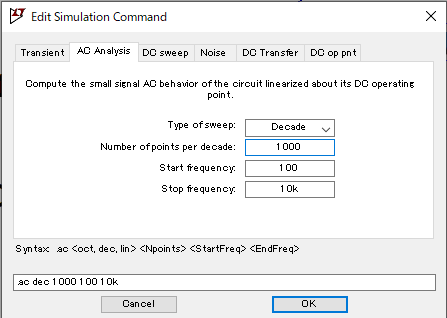 Edit Simulation Command
Transient AC Analysis DC sweep Noise DC Transfer DC op pnt
Compute the small signal AC behavior of the circuit linearized about its DC operating
point.
Type of sweep: Decade
Number of points per decade: 1000
Start frequency: 100
Stop frequency: 10k
Syntax: .ac <oct, dec, lin> <Npoints> <StartFreq> <EndFreq>
.ac dec 1000 100 10k
Cancel OK